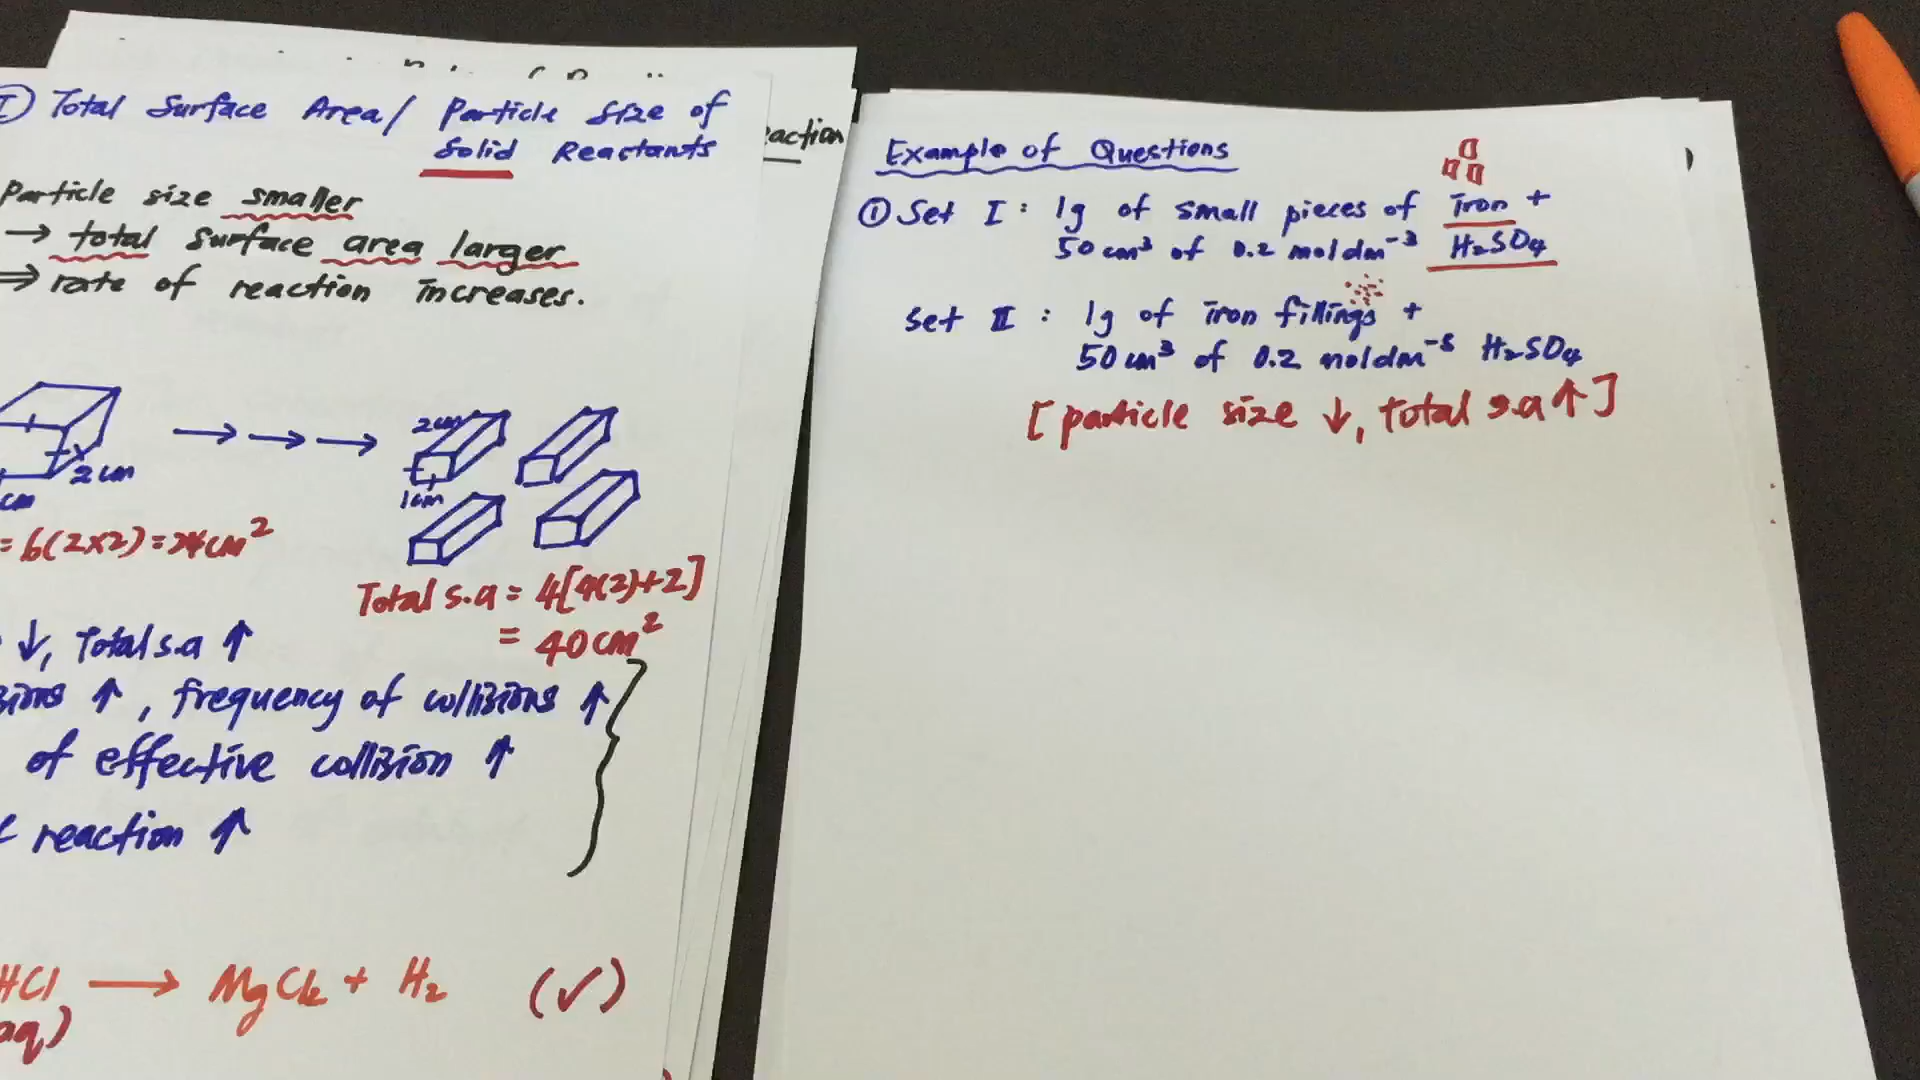 Total Surface Area/ Particle Size of
Solid Reactants
Particle size smaller
→ total surface area larger
⇒ rate of reaction increases.
2cm
cm
2cm
1cm
= 6(2x2) = 24cm²
Total s.a = 4[4(2)+2]
= 40cm²
↓, Total s.a ↑
↑, frequency of collisions ↑
of effective collision ↑
reaction ↑
HCl → MgCl₂ + H₂ (✓)
aq)
action
Example of Questions
① Set I : 1g of small pieces of iron +
50 cm³ of 0.2 moldm⁻³ H₂SO₄
Set II : 1g of iron fillings +
50 cm³ of 0.2 moldm⁻³ H₂SO₄
[particle size ↓, total s.a ↑]